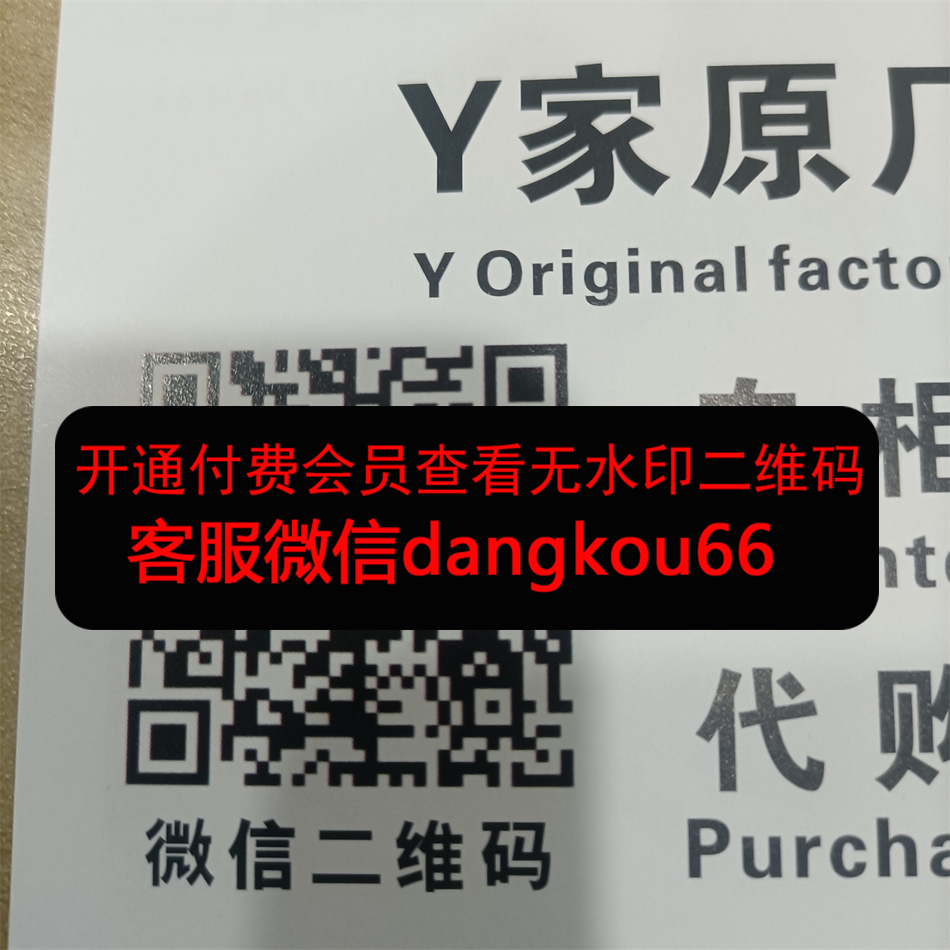 Y家原厂
Y Original facto
相
开通付费会员查看无水印二维码
客服微信dangkou66
代购
Purcha
微信二维码